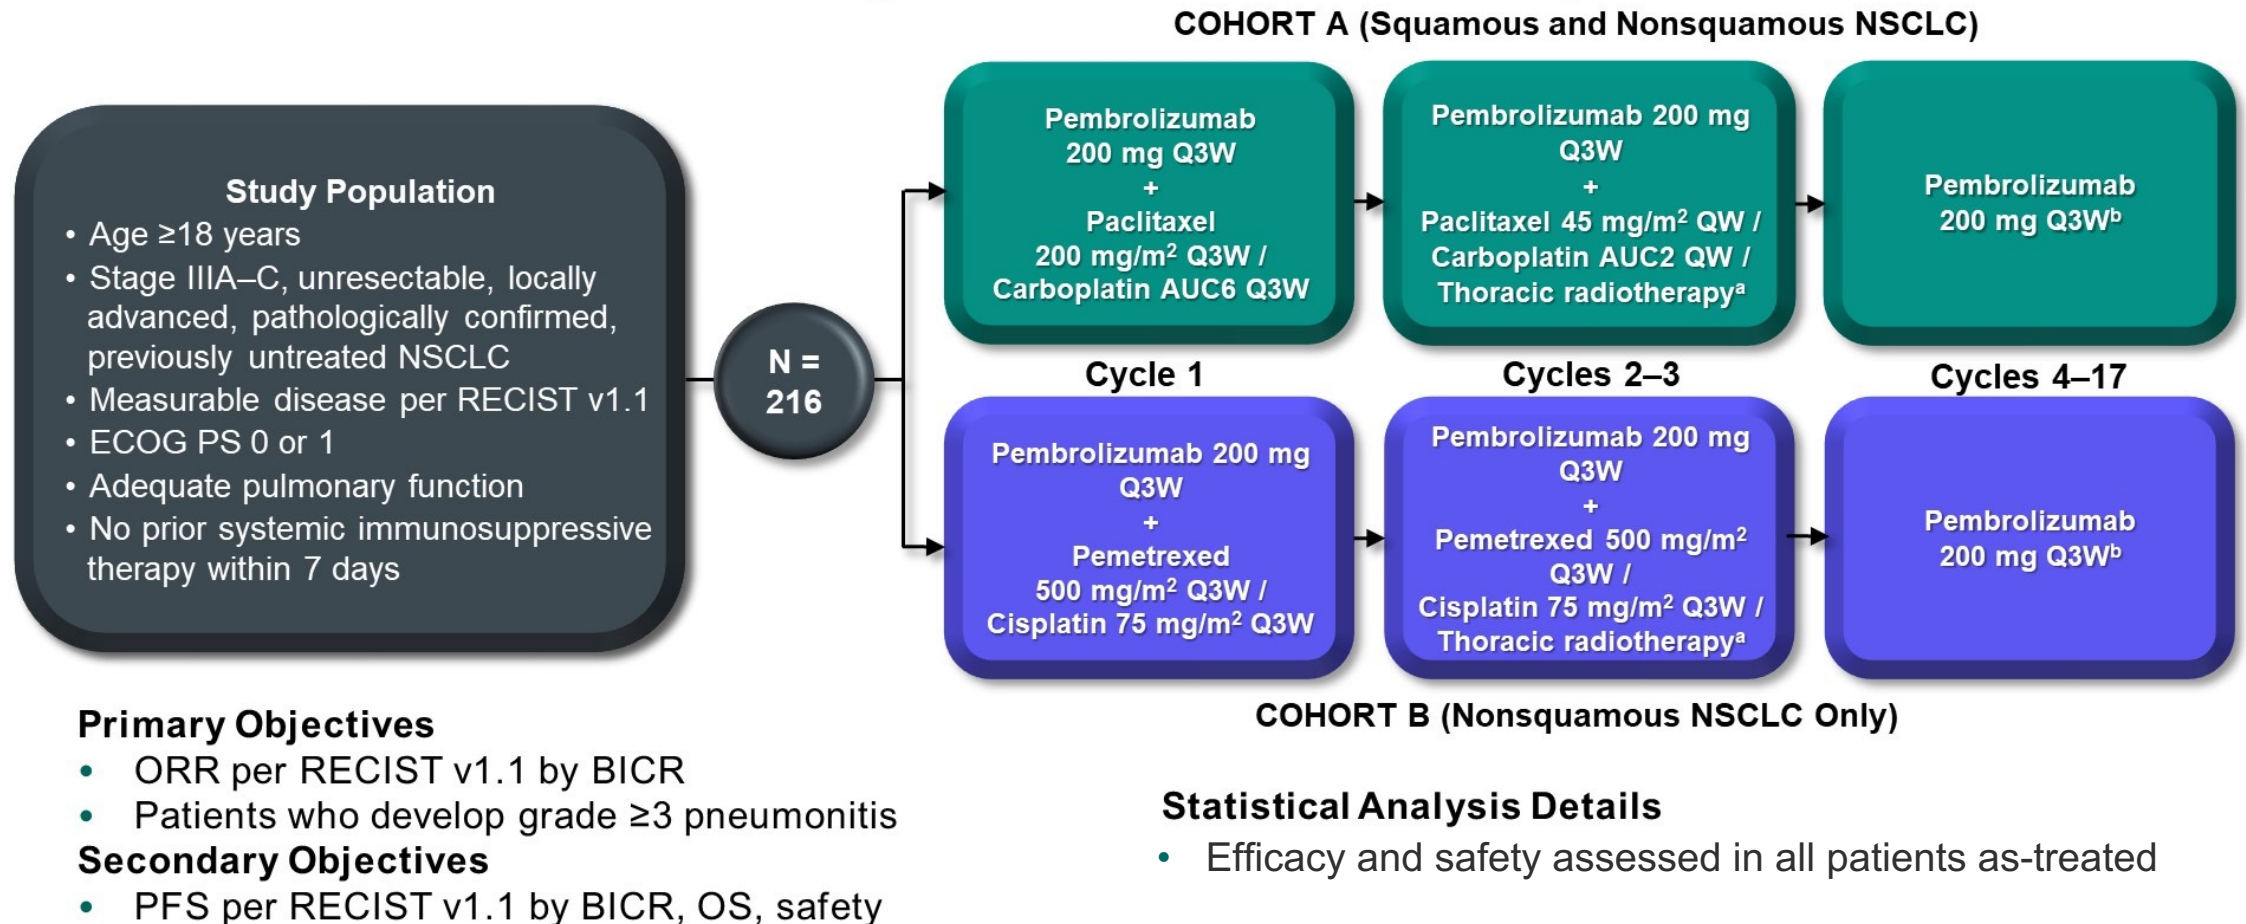 COHORT A (Squamous and Nonsquamous NSCLC)
Study Population
• Age ≥18 years
• Stage IIIA–C, unresectable, locally
advanced, pathologically confirmed,
previously untreated NSCLC
• Measurable disease per RECIST v1.1
• ECOG PS 0 or 1
• Adequate pulmonary function
• No prior systemic immunosuppressive
therapy within 7 days
N =
216
Pembrolizumab
200 mg Q3W
+
Paclitaxel
200 mg/m² Q3W /
Carboplatin AUC6 Q3W
Pembrolizumab 200 mg
Q3W
+
Paclitaxel 45 mg/m² QW /
Carboplatin AUC2 QW /
Thoracic radiotherapyᵃ
Pembrolizumab
200 mg Q3Wᵇ
Cycle 1
Cycles 2–3
Cycles 4–17
Pembrolizumab 200 mg
Q3W
+
Pemetrexed
500 mg/m² Q3W /
Cisplatin 75 mg/m² Q3W
Pembrolizumab 200 mg
Q3W
+
Pemetrexed 500 mg/m²
Q3W /
Cisplatin 75 mg/m² Q3W /
Thoracic radiotherapyᵃ
Pembrolizumab
200 mg Q3Wᵇ
COHORT B (Nonsquamous NSCLC Only)
Primary Objectives
• ORR per RECIST v1.1 by BICR
• Patients who develop grade ≥3 pneumonitis
Secondary Objectives
• PFS per RECIST v1.1 by BICR, OS, safety
Statistical Analysis Details
• Efficacy and safety assessed in all patients as-treated